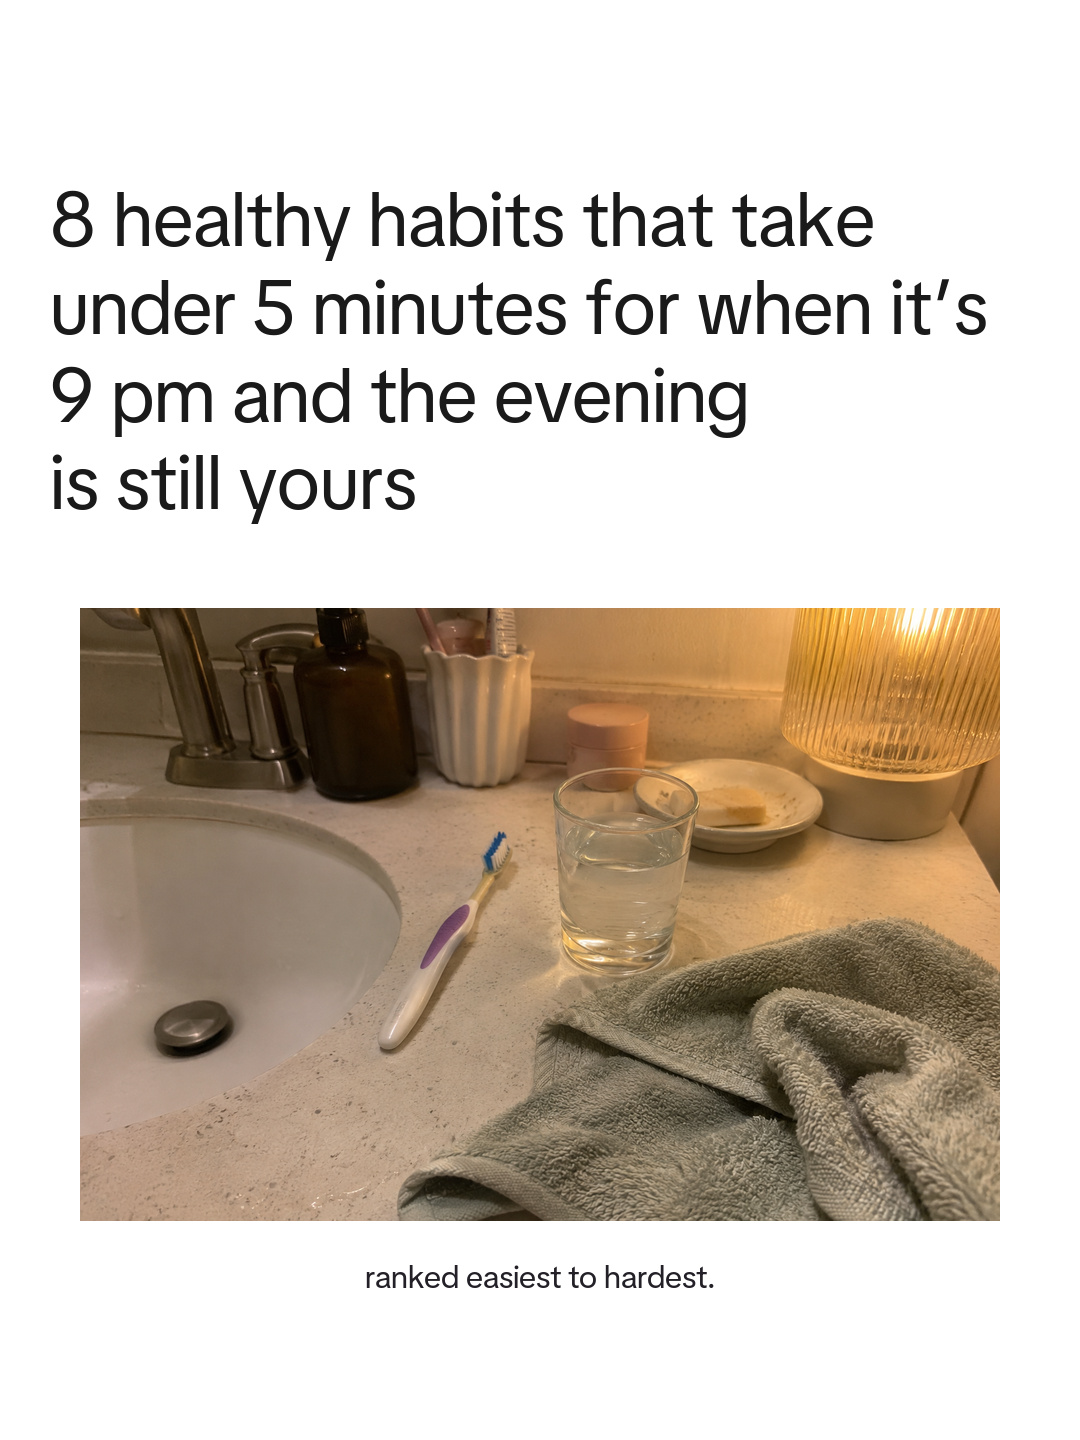 8 healthy habits that take
under 5 minutes for when it’s
9 pm and the evening
is still yours
ranked easiest to hardest.